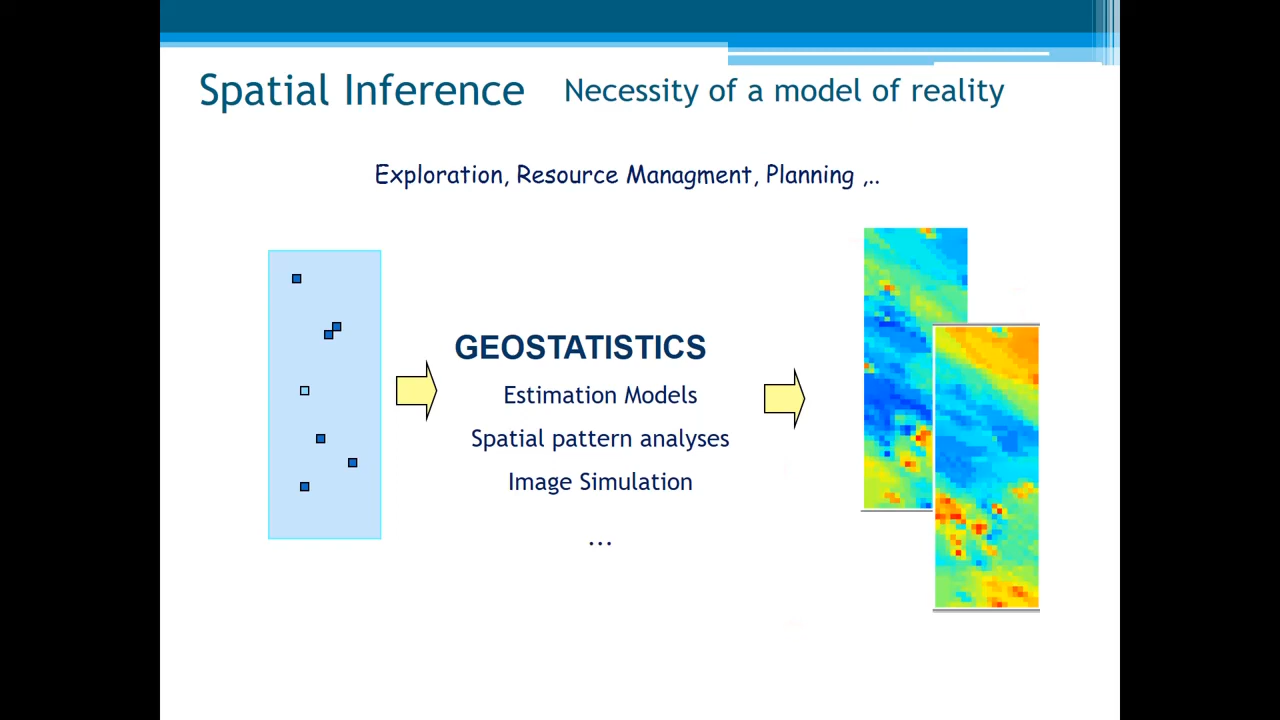 Spatial Inference Necessity of a model of reality
Exploration, Resource Managment, Planning ,..
GEOSTATISTICS
Estimation Models
Spatial pattern analyses
Image Simulation
...